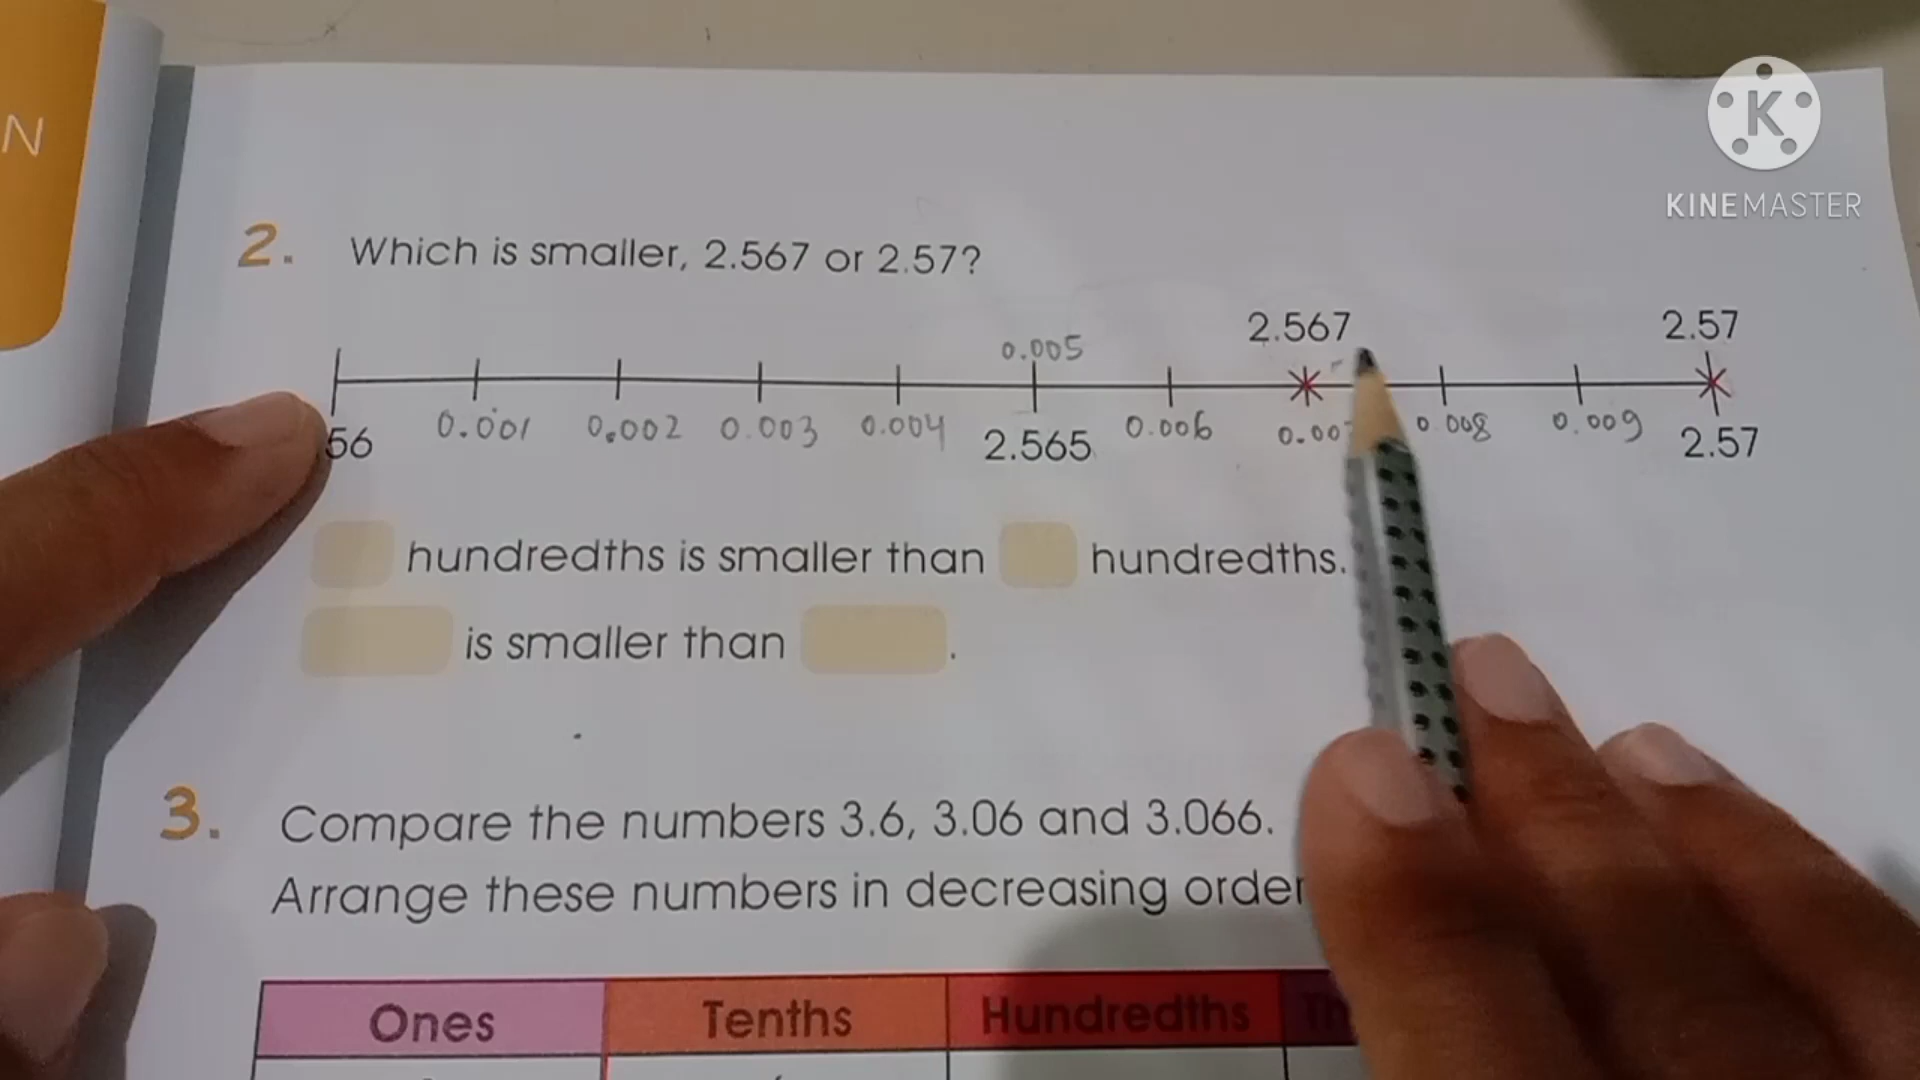 N
KINEMASTER
2. Which is smaller, 2.567 or 2.57?
0.005 2.567 2.57
56 0.001 0.002 0.003 0.004 2.565 0.006 0.007 0.008 0.009 2.57
hundredths is smaller than hundredths.
is smaller than .
3. Compare the numbers 3.6, 3.06 and 3.066.
Arrange these numbers in decreasing order
Ones Tenths Hundredths Th